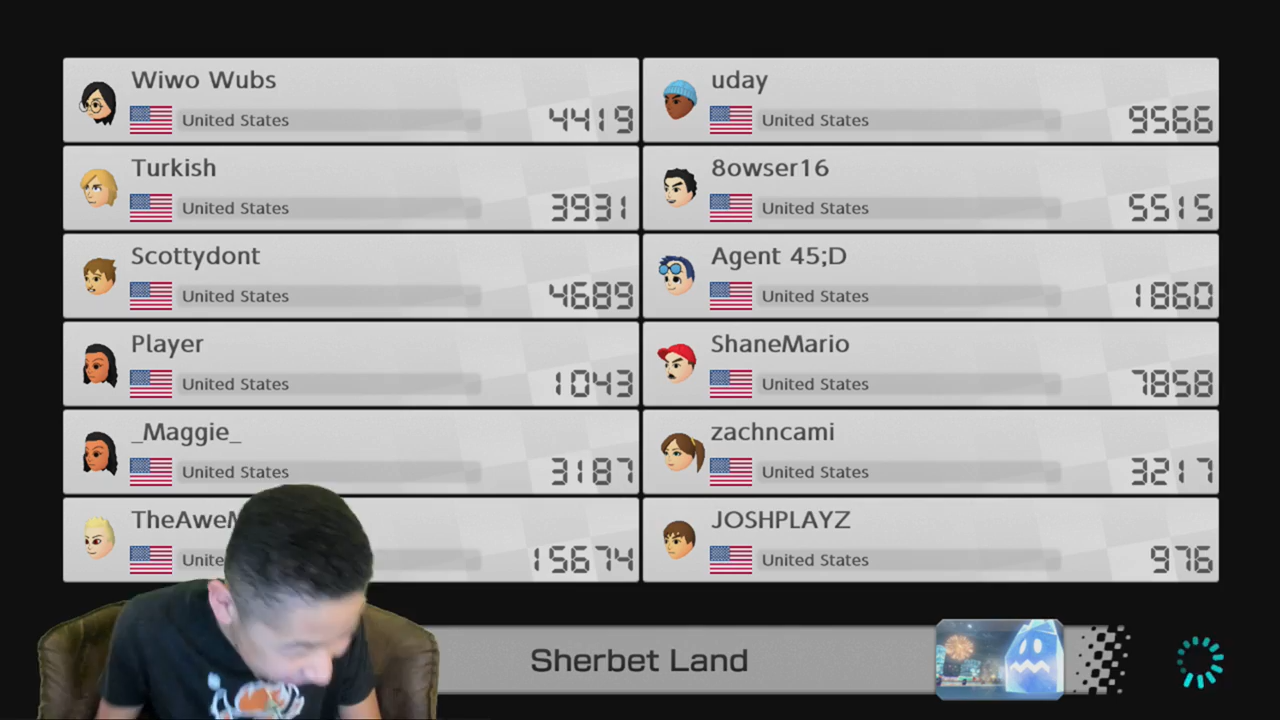 Wiwo Wubs
United States 4419
Turkish
United States 3931
Scottydont
United States 4689
Player
United States 1043
_Maggie_
United States 3187
United States 15674
uday
United States 9566
8owser16
United States 5515
Agent 45;D
United States 1860
ShaneMario
United States 7858
zachncami
United States 3217
JOSHPLAYZ
United States 976
Sherbet Land